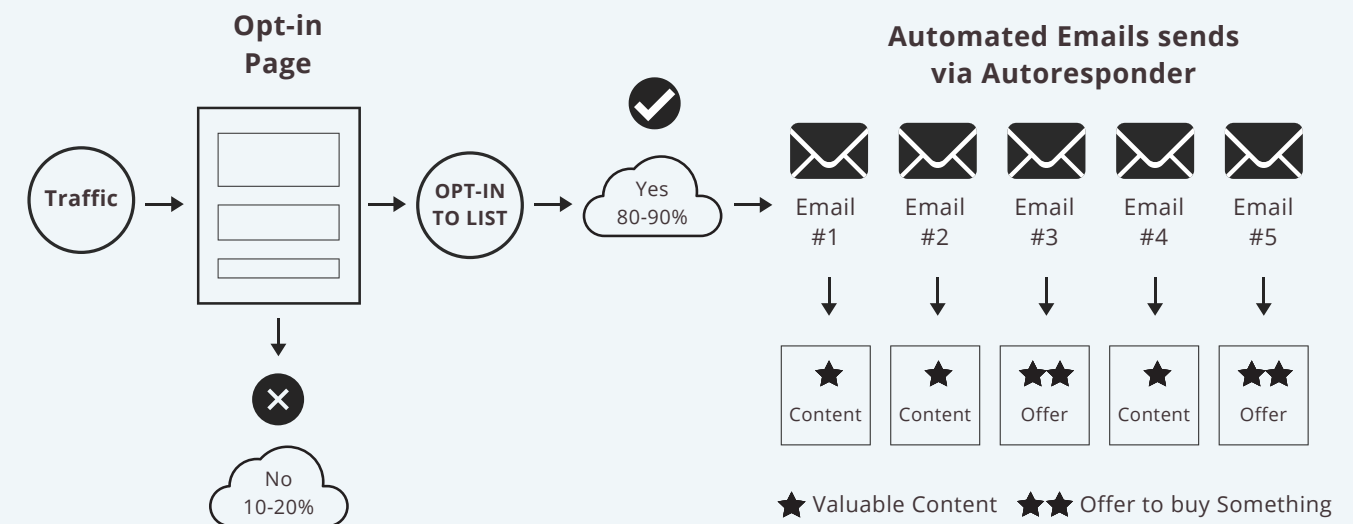 Opt-in
Page
Automated Emails sends
via Autoresponder
Traffic
OPT-IN
TO LIST
Yes
80-90%
Email
#1
Email
#2
Email
#3
Email
#4
Email
#5
Content
Content
Offer
Content
Offer
No
10-20%
Valuable Content
Offer to buy Something